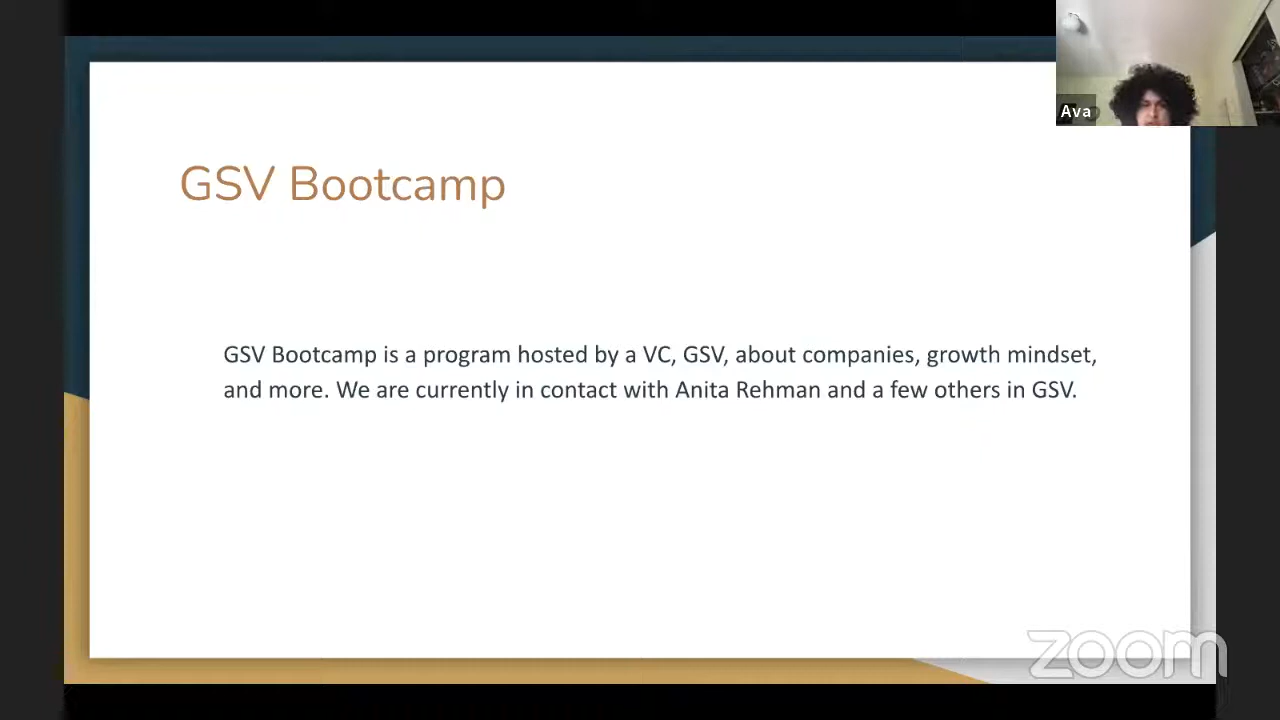 Ava
GSV Bootcamp
GSV Bootcamp is a program hosted by a VC, GSV, about companies, growth mindset,
and more. We are currently in contact with Anita Rehman and a few others in GSV.
zoom